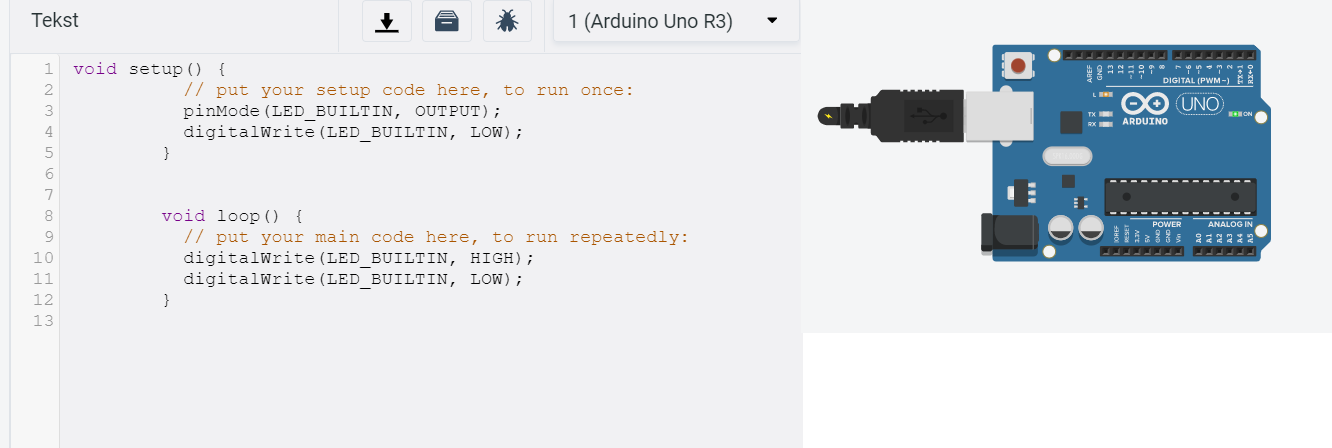 Tekst
1 (Arduino Uno R3)
1 void setup() {
2 // put your setup code here, to run once:
3 pinMode(LED_BUILTIN, OUTPUT);
4 digitalWrite(LED_BUILTIN, LOW);
5 }
6
7
8 void loop() {
9 // put your main code here, to run repeatedly:
10 digitalWrite(LED_BUILTIN, HIGH);
11 digitalWrite(LED_BUILTIN, LOW);
12 }
13
AREF
GND
13
12
~11
~10
~9
8
7
~6
~5
4
~3
2
TX→1
RX←0
DIGITAL (PWM~)
L
TX
RX
ARDUINO
UNO
ON
POWER
ANALOG IN
IOREF
RESET
3.3V
5V
GND
GND
Vin
A0
A1
A2
A3
A4
A5